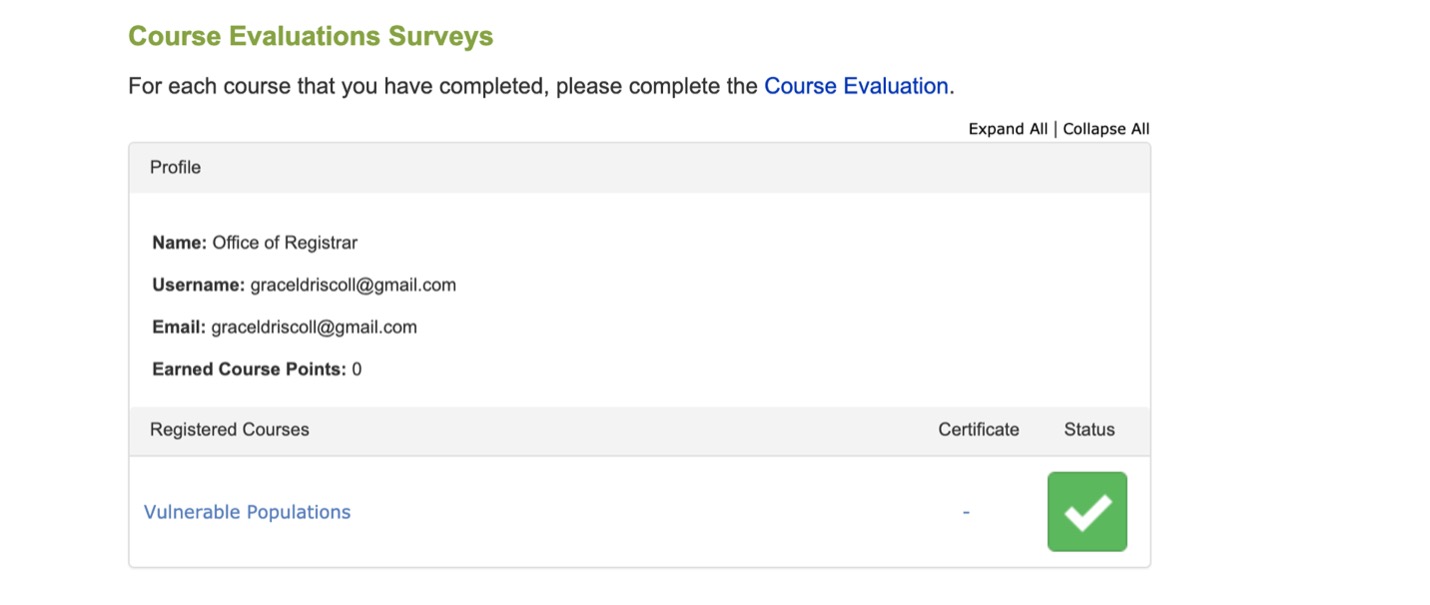 Course Evaluations Surveys
For each course that you have completed, please complete the Course Evaluation.
Expand All | Collapse All
Profile
Name: Office of Registrar
Username: graceldriscoll@gmail.com
Email: graceldriscoll@gmail.com
Earned Course Points: 0
Registered Courses Certificate Status
Vulnerable Populations -